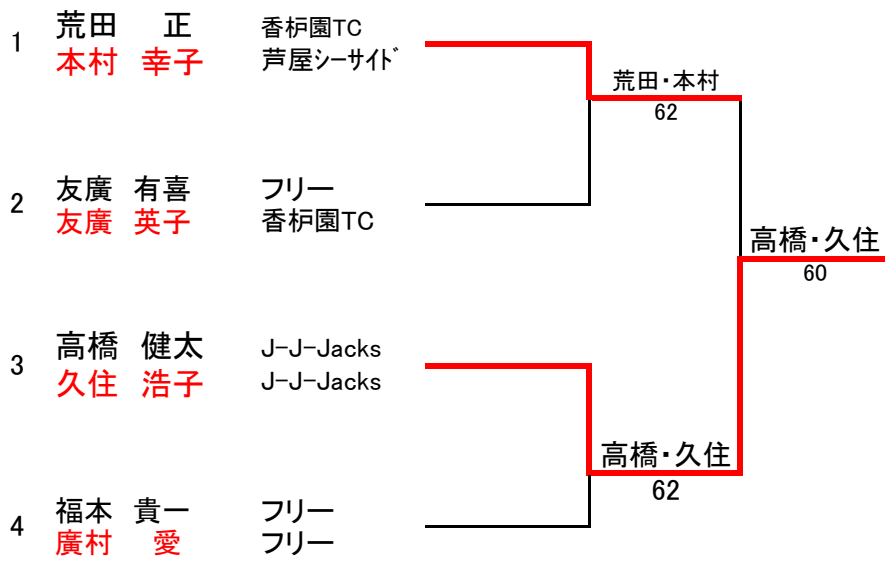 1 荒田 正 香枦園TC
本村 幸子 芦屋シーサイド
荒田・本村
62
2 友廣 有喜 フリー
友廣 英子 香枦園TC
高橋・久住
60
3 高橋 健太 J-J-Jacks
久住 浩子 J-J-Jacks
高橋・久住
62
4 福本 貴一 フリー
廣村 愛 フリー